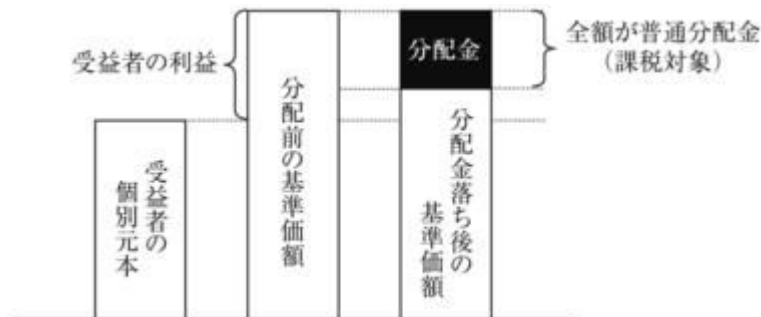 受益者の利益
受益者の
個別元本
分配前の基準価額
分配金
分配金落ち後の
基準価額
全額が普通分配金
（課税対象）